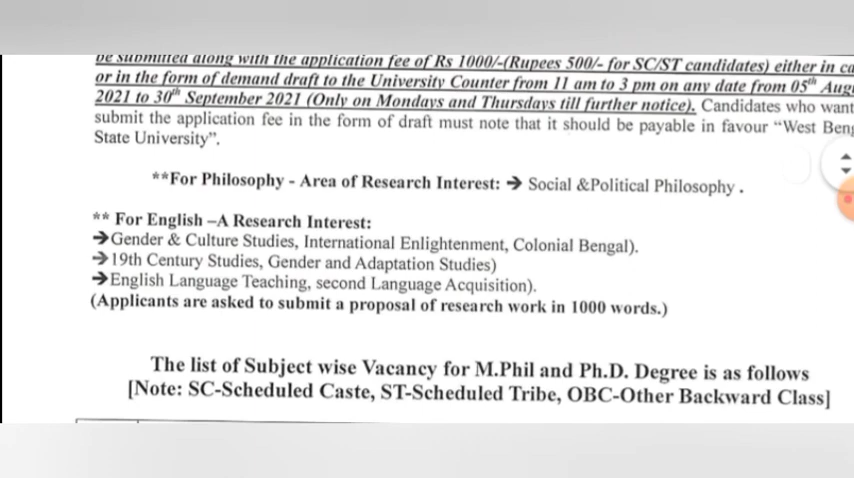 be submitted along with the application fee of Rs 1000/-(Rupees 500/- for SC/ST candidates) either in
or in the form of demand draft to the University Counter from 11 am to 3 pm on any date from 05th
2021 to 30th September 2021 (Only on Mondays and Thursdays till further notice). Candidates who want
submit the application fee in the form of draft must note that it should be payable in favour “West
State University”.
**For Philosophy - Area of Research Interest: ➔ Social &Political Philosophy .
** For English –A Research Interest:
➔Gender & Culture Studies, International Enlightenment, Colonial Bengal).
➔19th Century Studies, Gender and Adaptation Studies)
➔English Language Teaching, second Language Acquisition).
(Applicants are asked to submit a proposal of research work in 1000 words.)
The list of Subject wise Vacancy for M.Phil and Ph.D. Degree is as follows
[Note: SC-Scheduled Caste, ST-Scheduled Tribe, OBC-Other Backward Class]